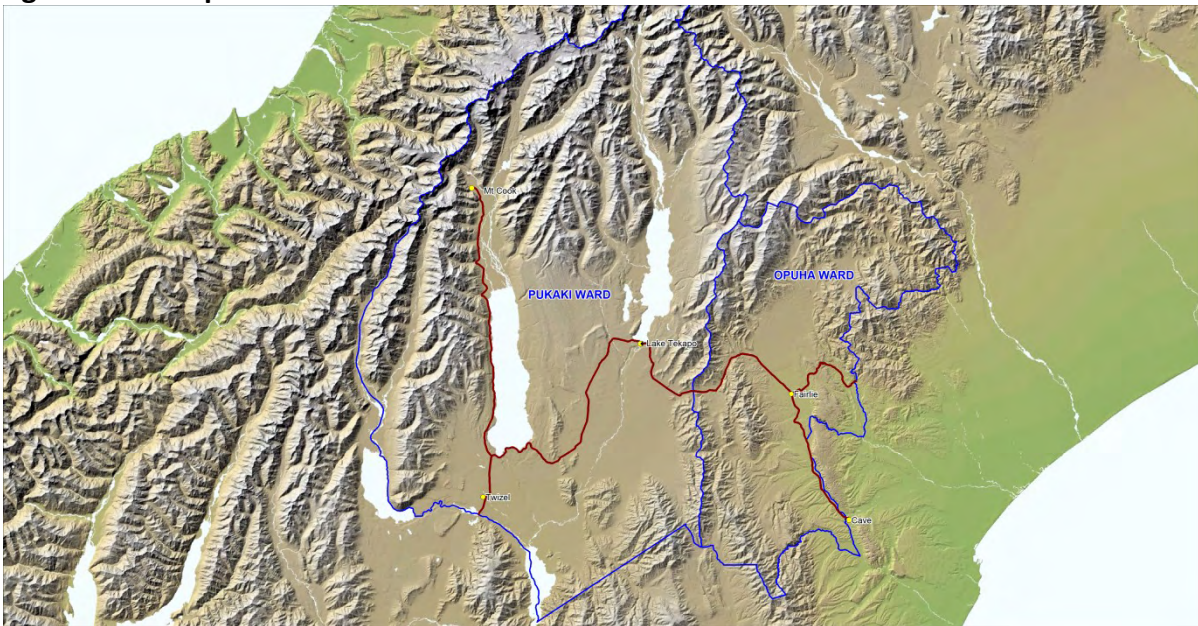 Mt Cook
PUKAKI WARD
OPUHA WARD
Lake Tekapo
Fairlie
Twizel
Cave